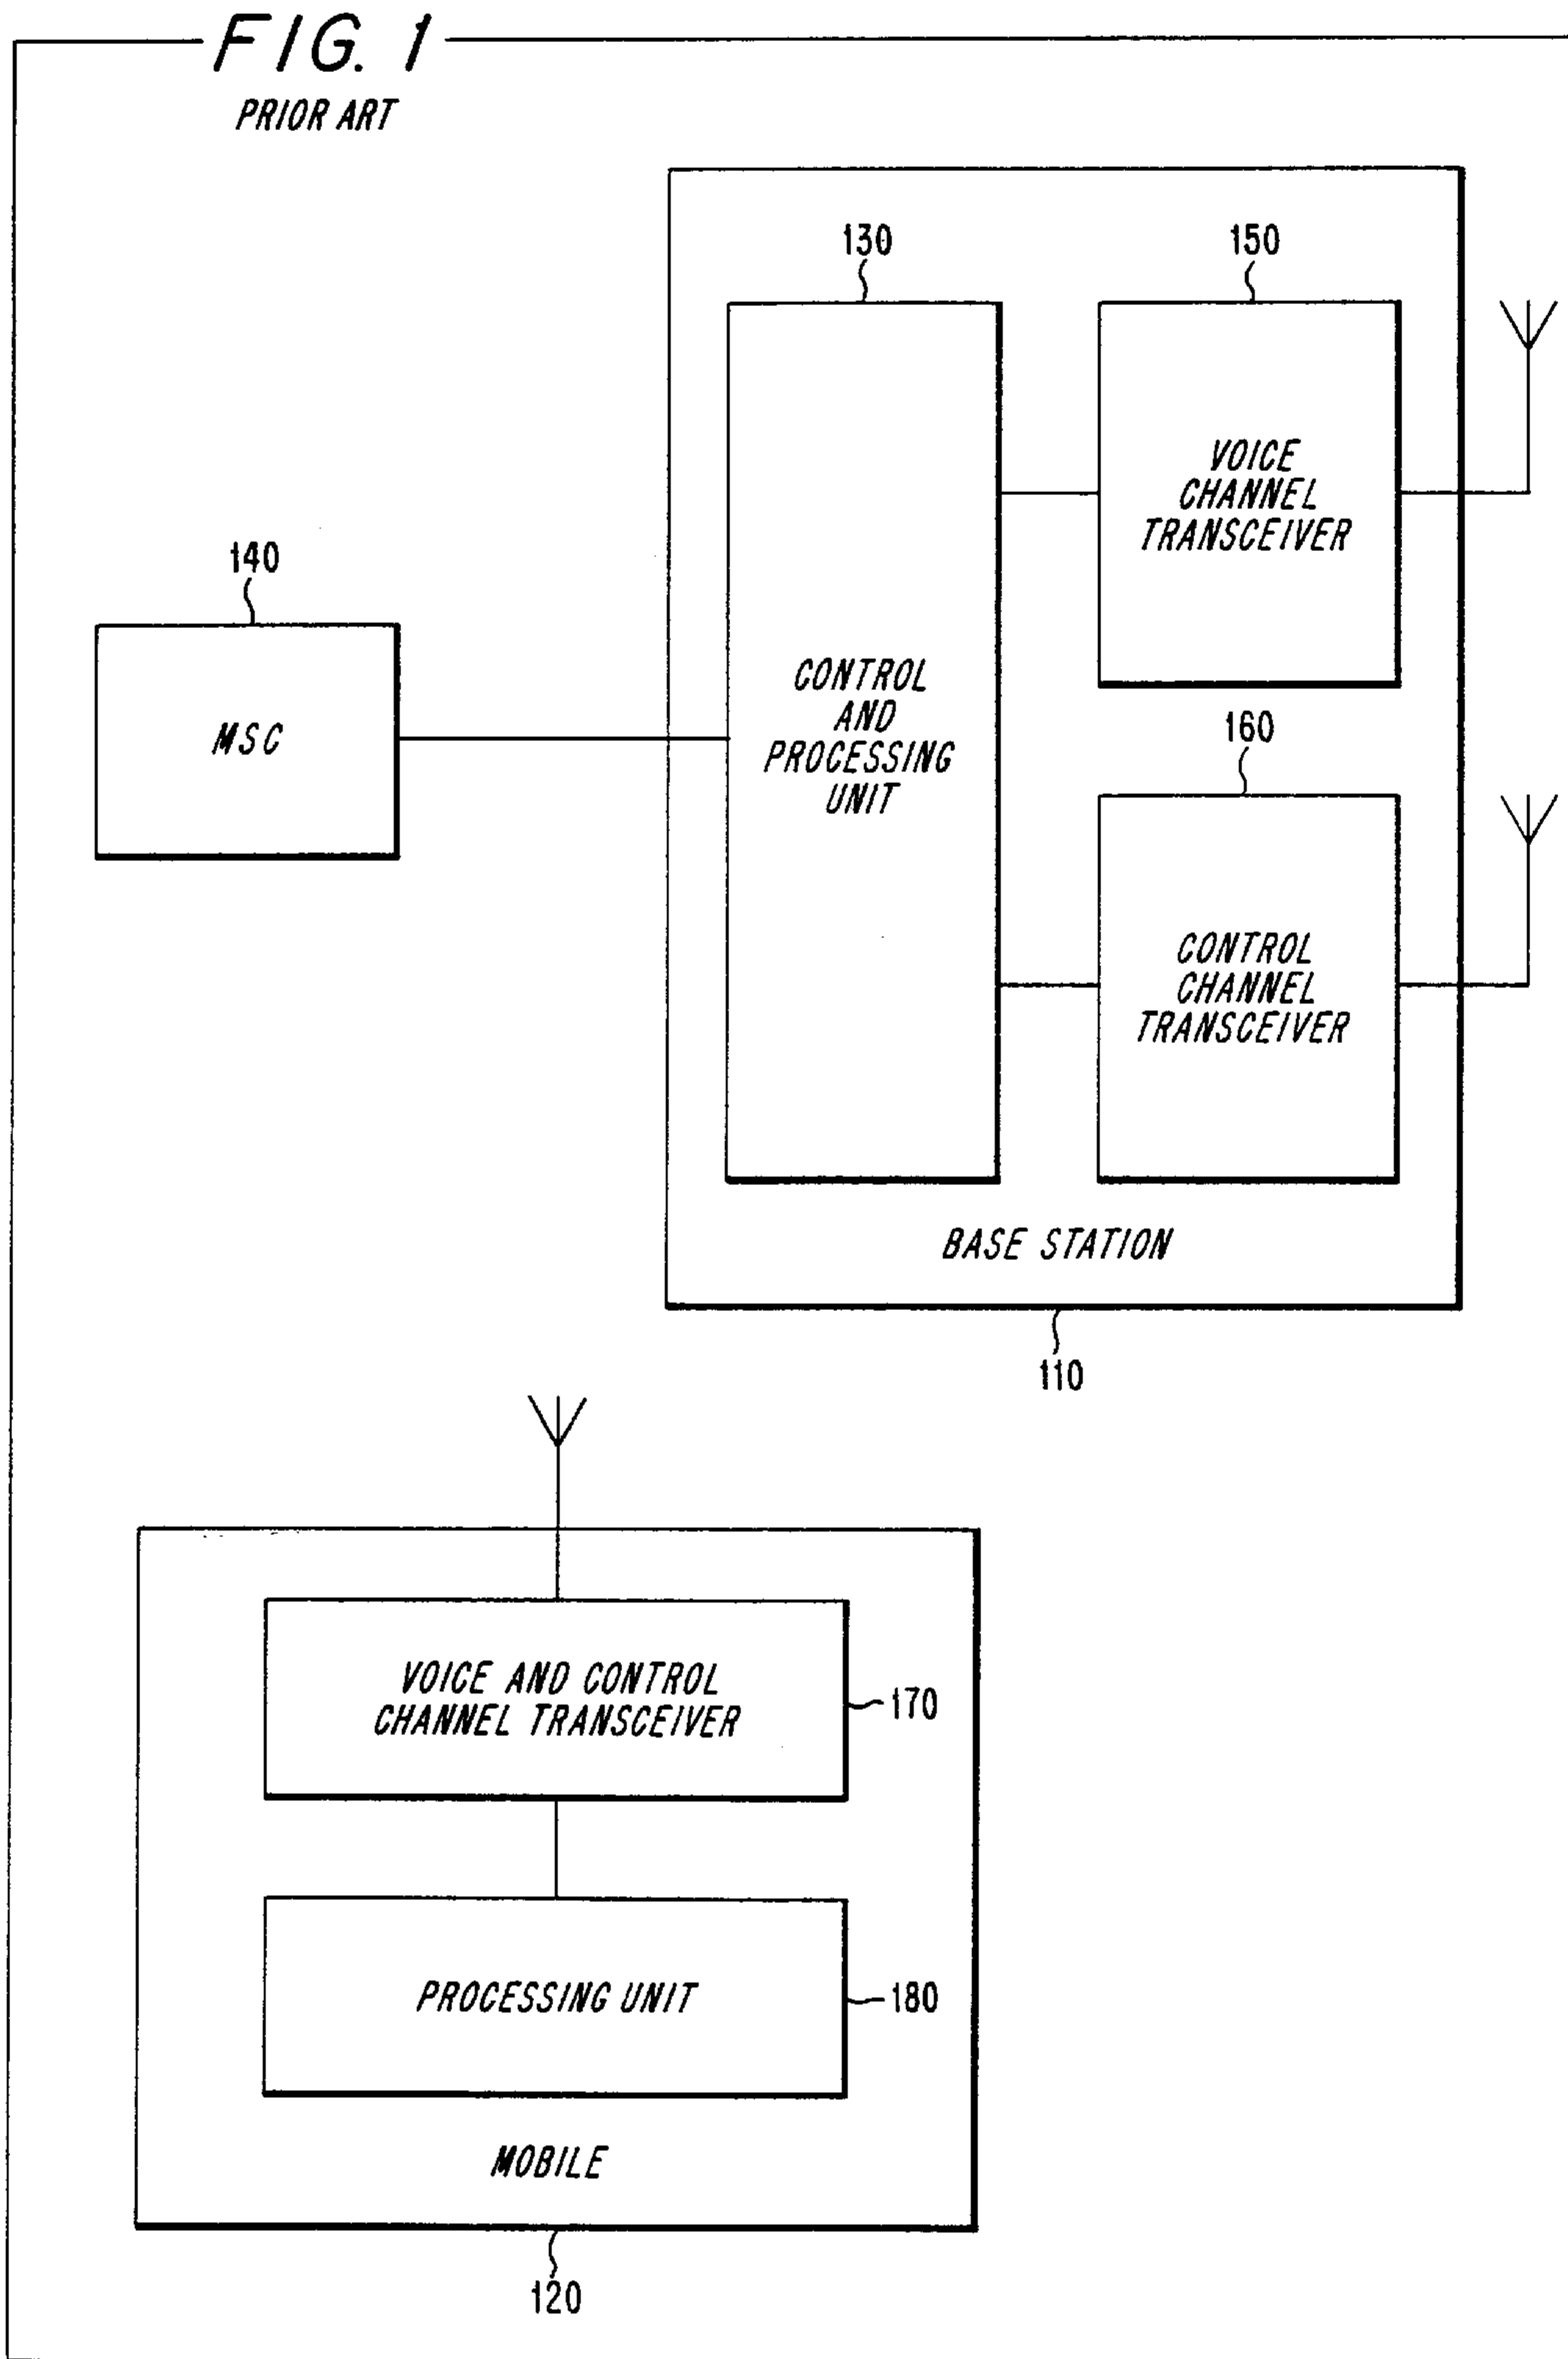 FIG. 1
PRIOR ART
130
150
VOICE
CHANNEL
TRANSCEIVER
140
MSC
CONTROL
AND
PROCESSING
UNIT
160
CONTROL
CHANNEL
TRANSCEIVER
BASE STATION
110
VOICE AND CONTROL
CHANNEL TRANSCEIVER
170
PROCESSING UNIT
180
MOBILE
120